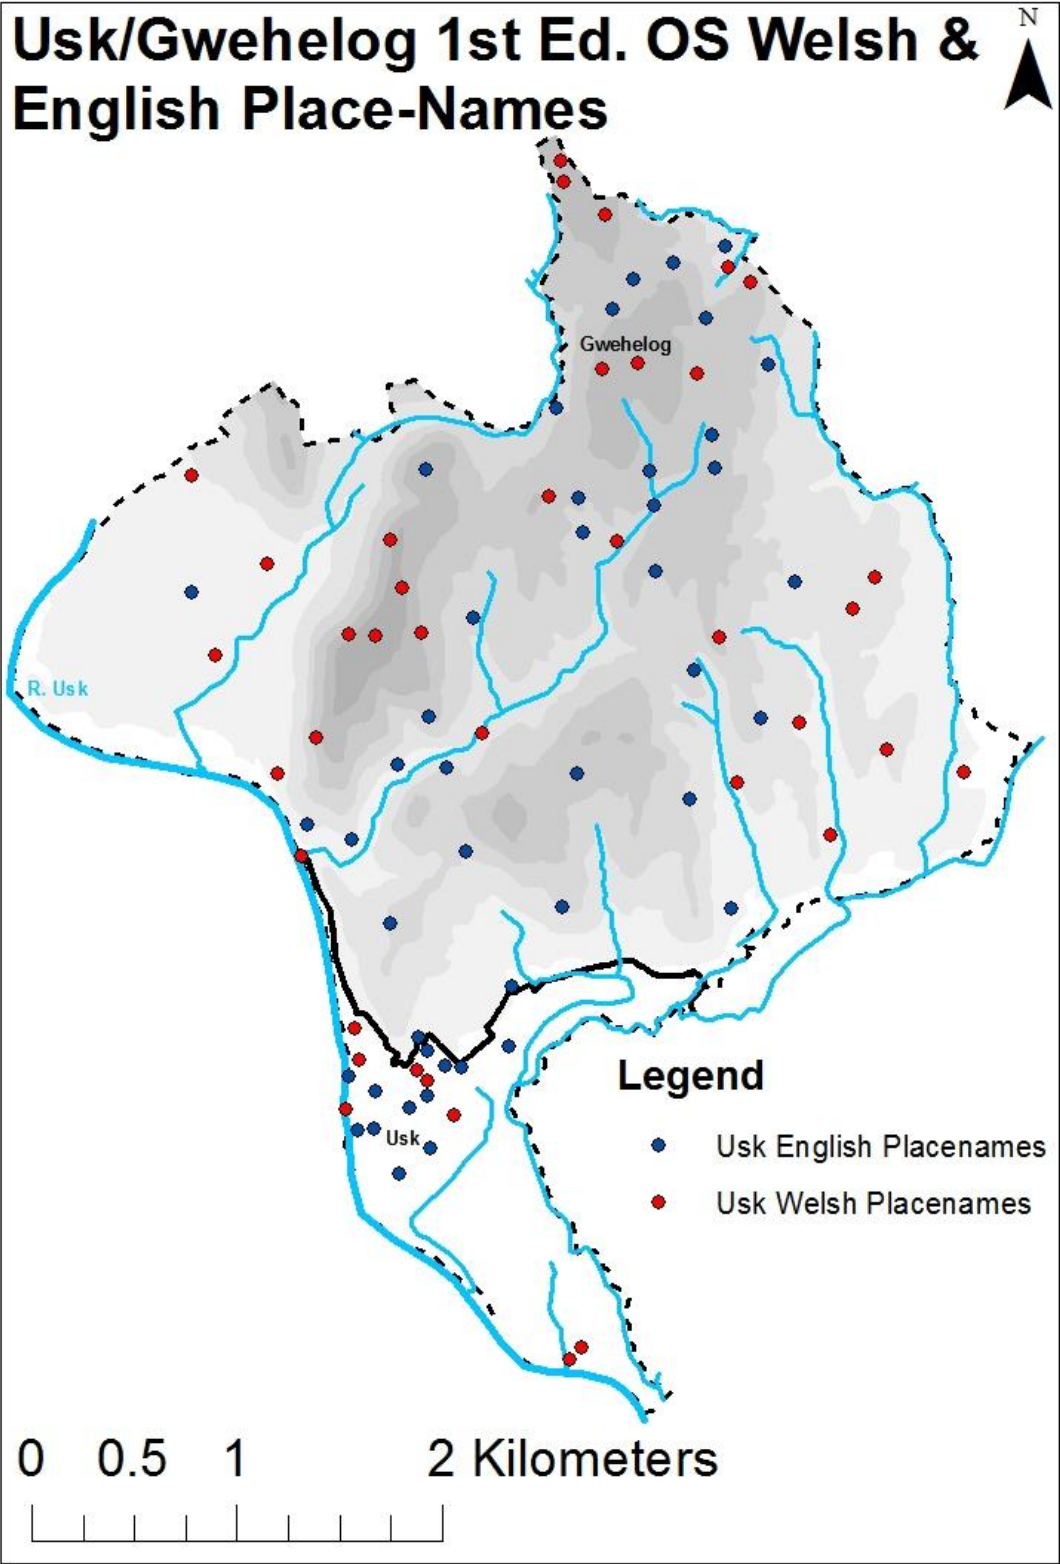 Usk/Gwehelog 1st Ed. OS Welsh &
English Place-Names
N
Gwehelog
R. Usk
Usk
Legend
Usk English Placenames
Usk Welsh Placenames
0 0.5 1 2 Kilometers